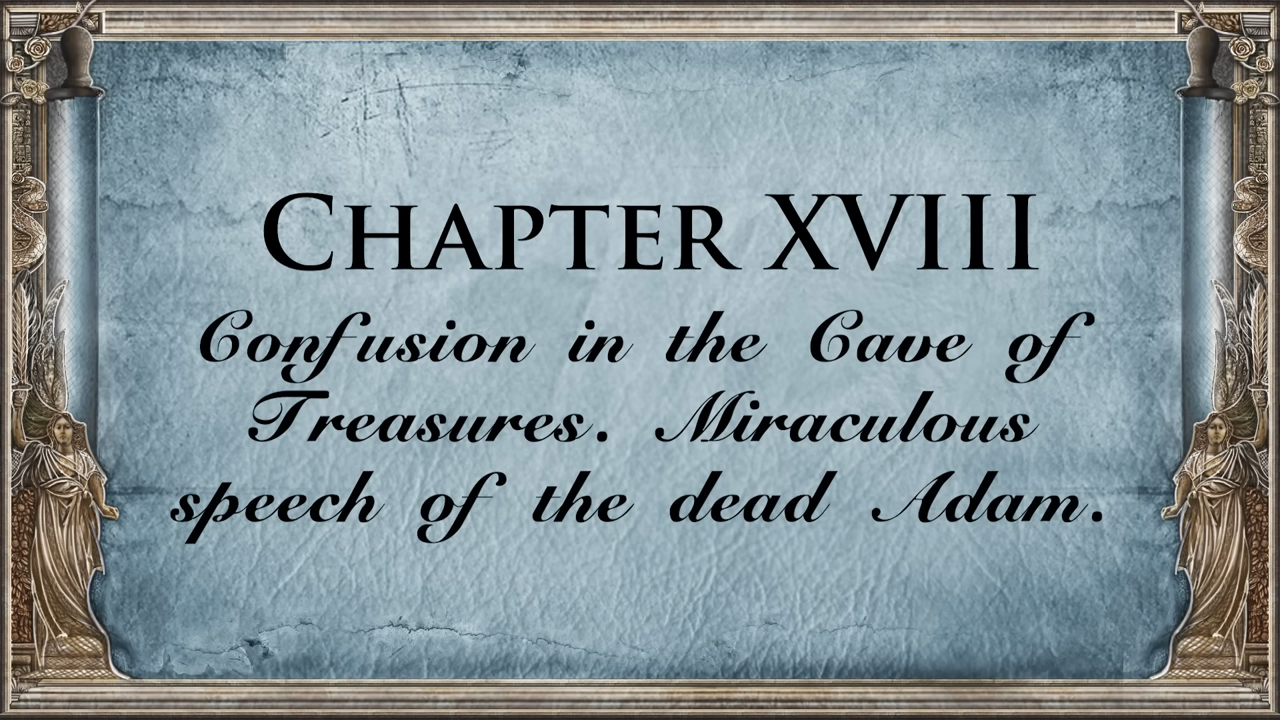 Chapter XVIII
Confusion in the Cave of
Treasures. Miraculous
speech of the dead Adam.